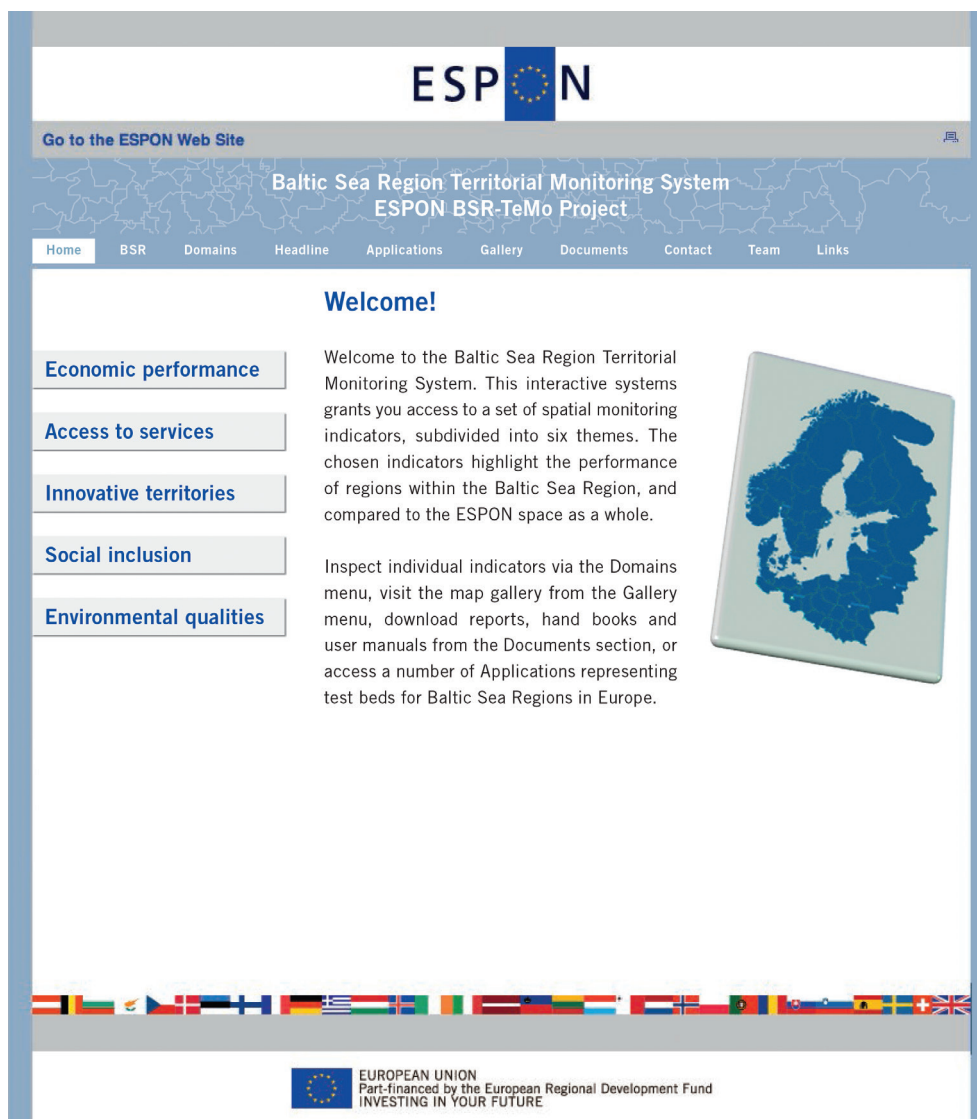 ESPON
Go to the ESPON Web Site
Baltic Sea Region Territorial Monitoring System
ESPON BSR-TeMo Project
Home BSR Domains Headline Applications Gallery Documents Contact Team Links
Welcome!
Economic performance
Access to services
Innovative territories
Social inclusion
Environmental qualities
Welcome to the Baltic Sea Region Territorial
Monitoring System. This interactive systems
grants you access to a set of spatial monitoring
indicators, subdivided into six themes. The
chosen indicators highlight the performance
of regions within the Baltic Sea Region, and
compared to the ESPON space as a whole.
Inspect individual indicators via the Domains
menu, visit the map gallery from the Gallery
menu, download reports, hand books and
user manuals from the Documents section, or
access a number of Applications representing
test beds for Baltic Sea Regions in Europe.
EUROPEAN UNION
Part-financed by the European Regional Development Fund
INVESTING IN YOUR FUTURE